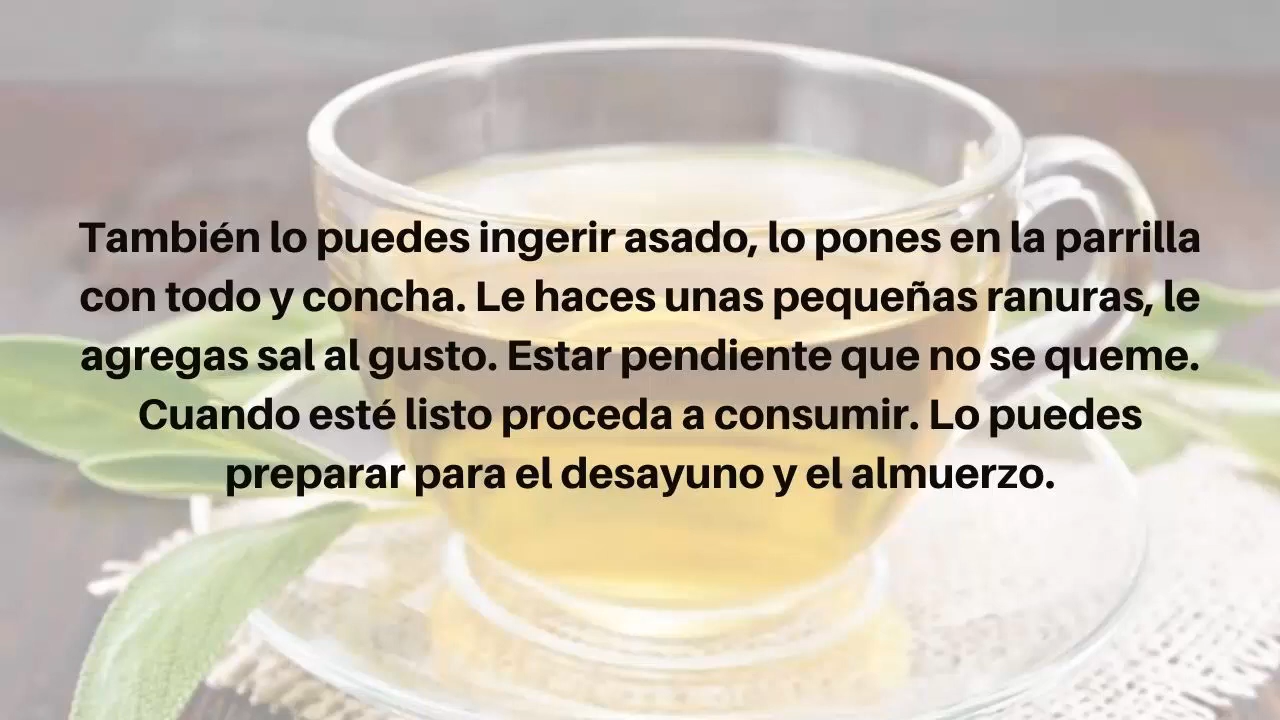 También lo puedes ingerir asado, lo pones en la parrilla
con todo y concha. Le haces unas pequeñas ranuras, le
agregas sal al gusto. Estar pendiente que no se queme.
Cuando esté listo proceda a consumir. Lo puedes
preparar para el desayuno y el almuerzo.